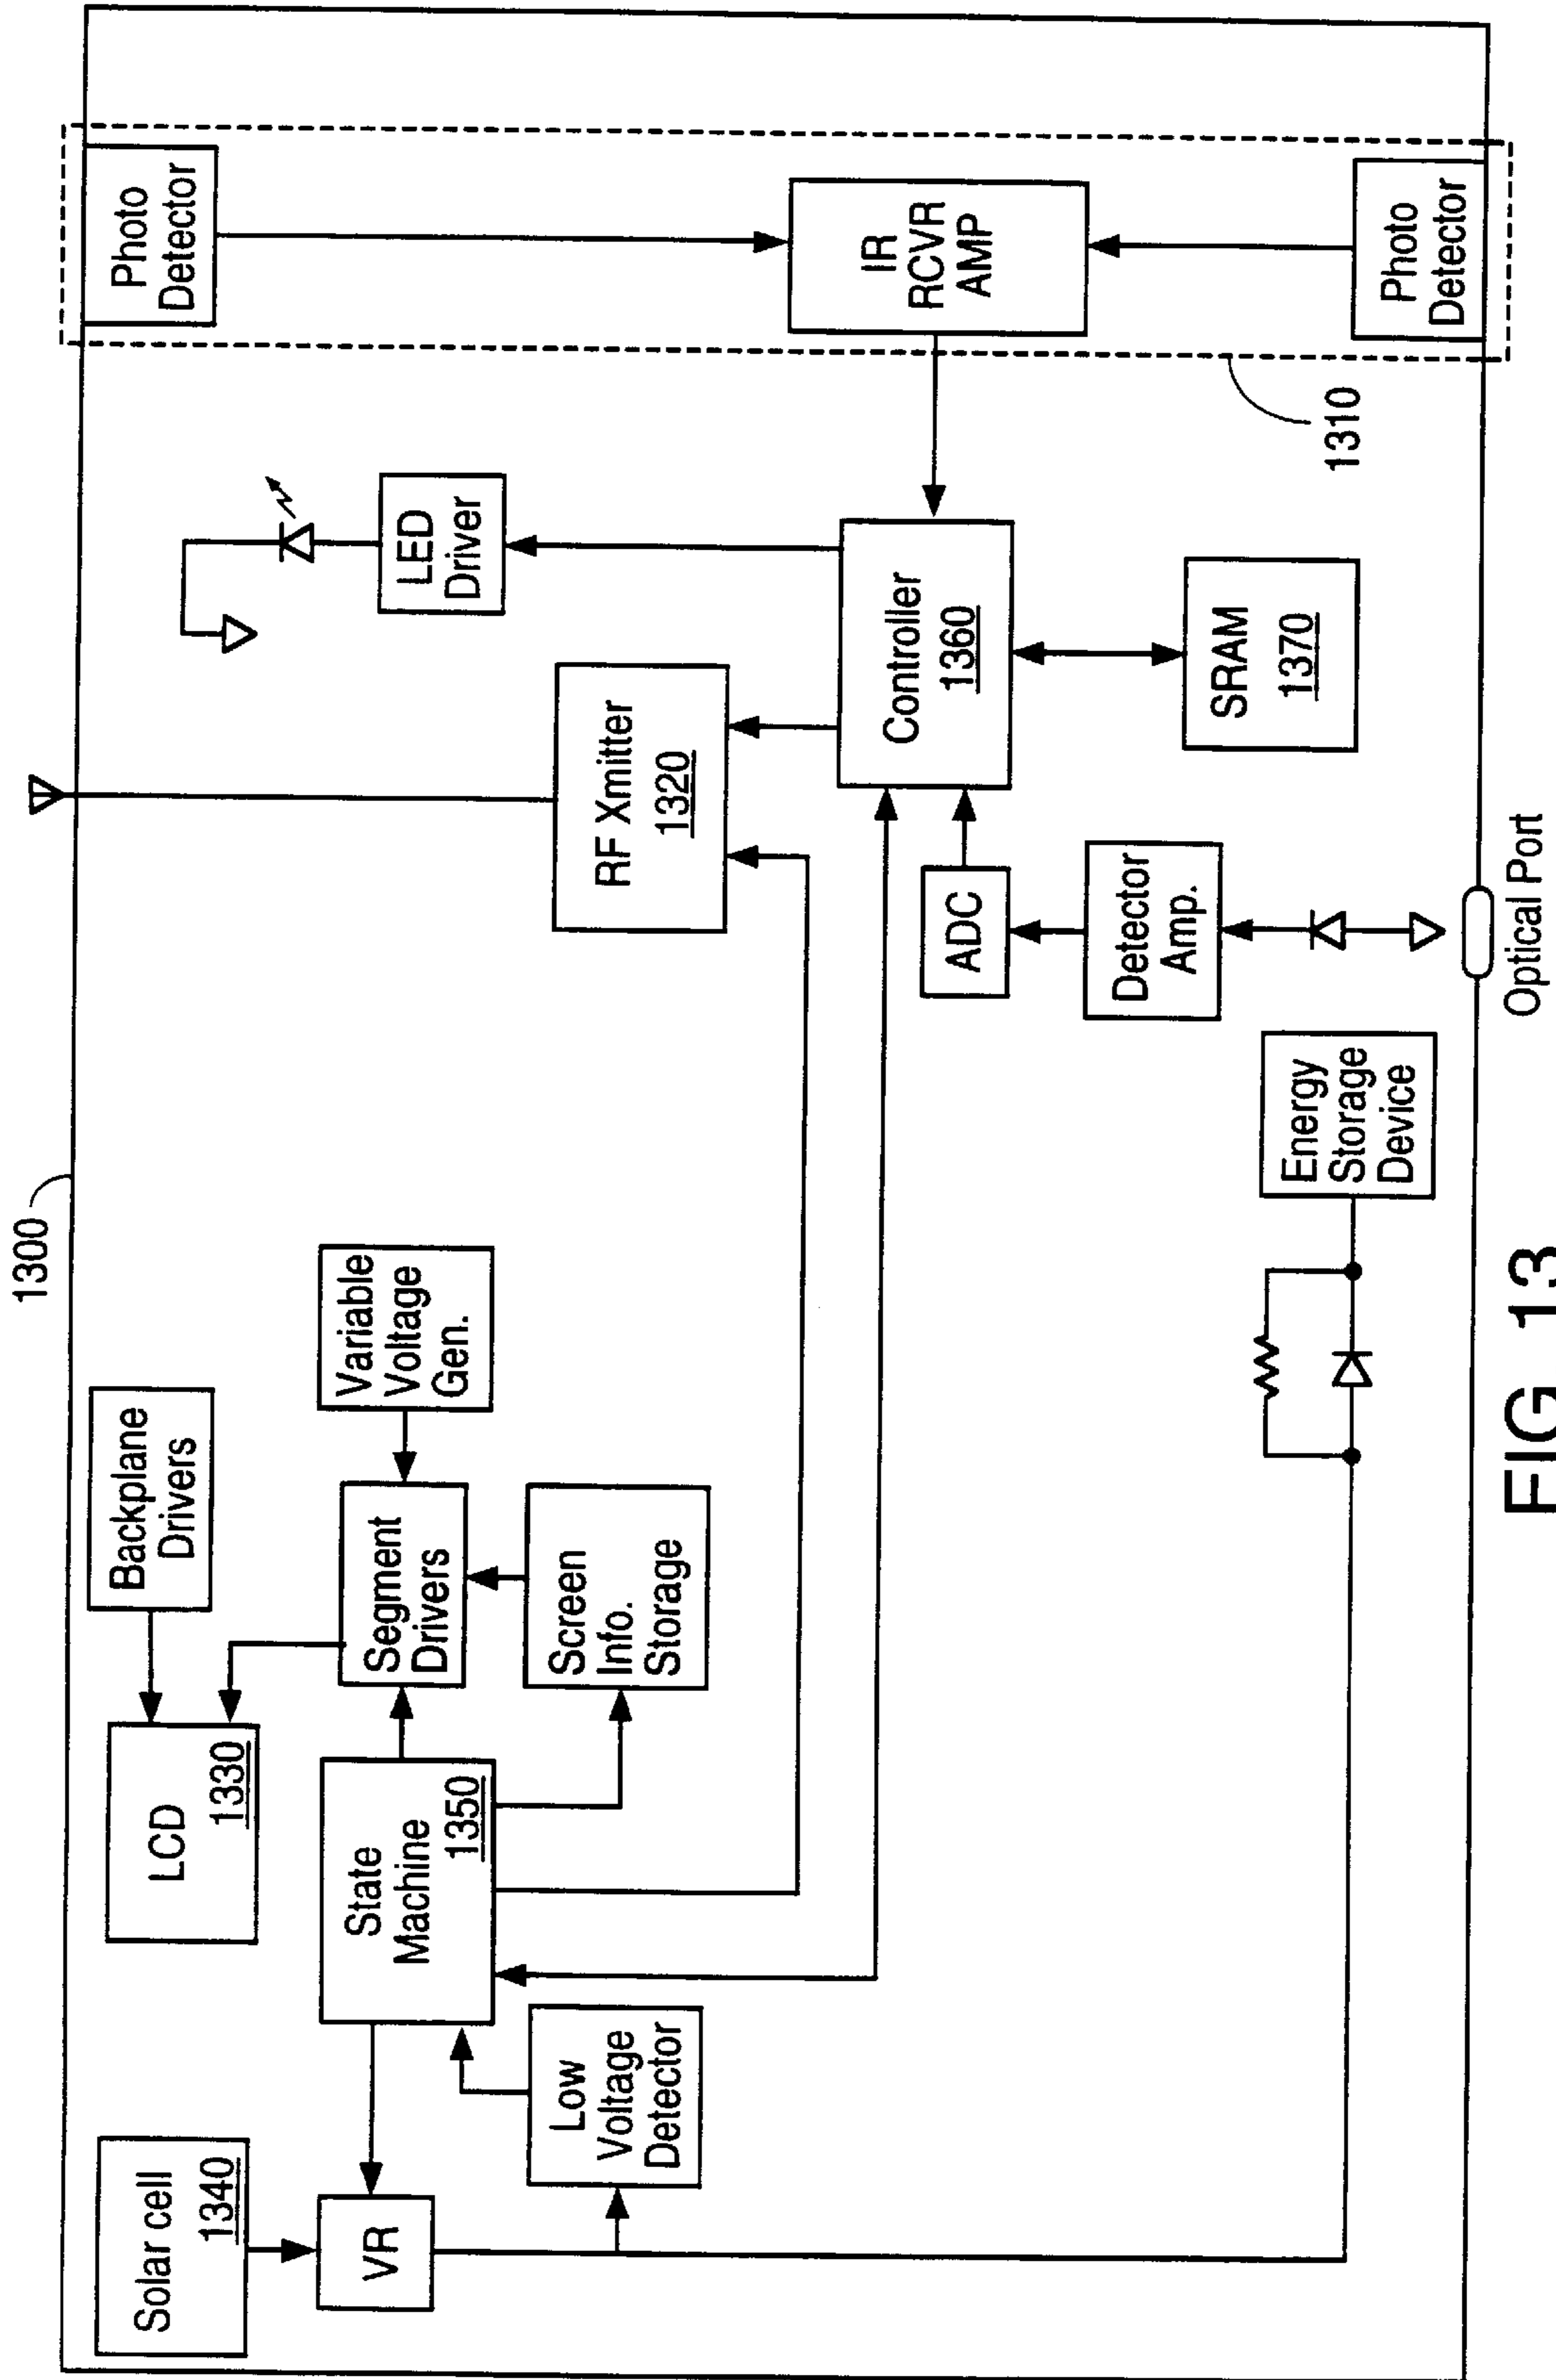 1300
Solar cell
1340
LCD
1330
Backplane
Drivers
Photo
Detector
VR
State
Machine
1350
Segment
Drivers
Variable
Voltage
Gen.
LED
Driver
Low
Voltage
Detector
Screen
Info.
Storage
RF Xmitter
1320
IR
RCVR
AMP
Controller
1360
ADC
Detector
Amp.
SRAM
1370
1310
Energy
Storage
Device
Photo
Detector
Optical Port
FIG 13